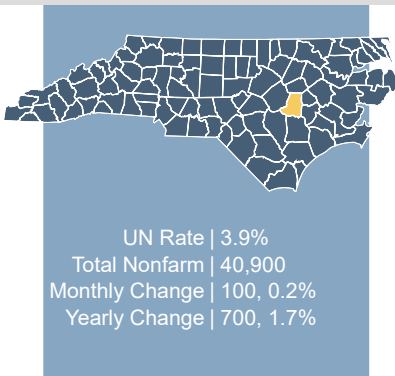 UN Rate | 3.9%
Total Nonfarm | 40,900
Monthly Change | 100, 0.2%
Yearly Change | 700, 1.7%